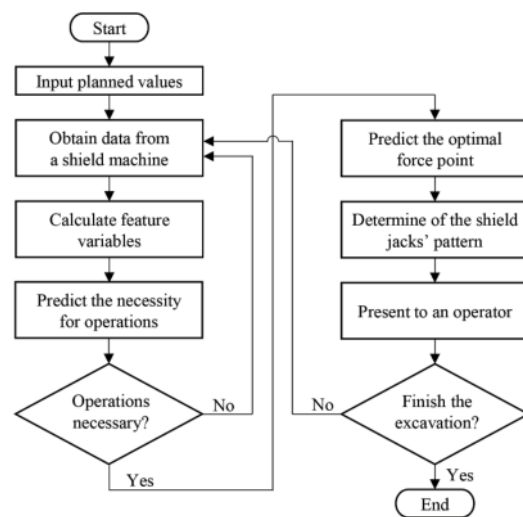 Start
Input planned values
Obtain data from
a shield machine
Calculate feature
variables
Predict the necessity
for operations
Operations
necessary?
No
Yes
Predict the optimal
force point
Determine of the shield
jacks' pattern
Present to an operator
Finish the
excavation?
No
Yes
End